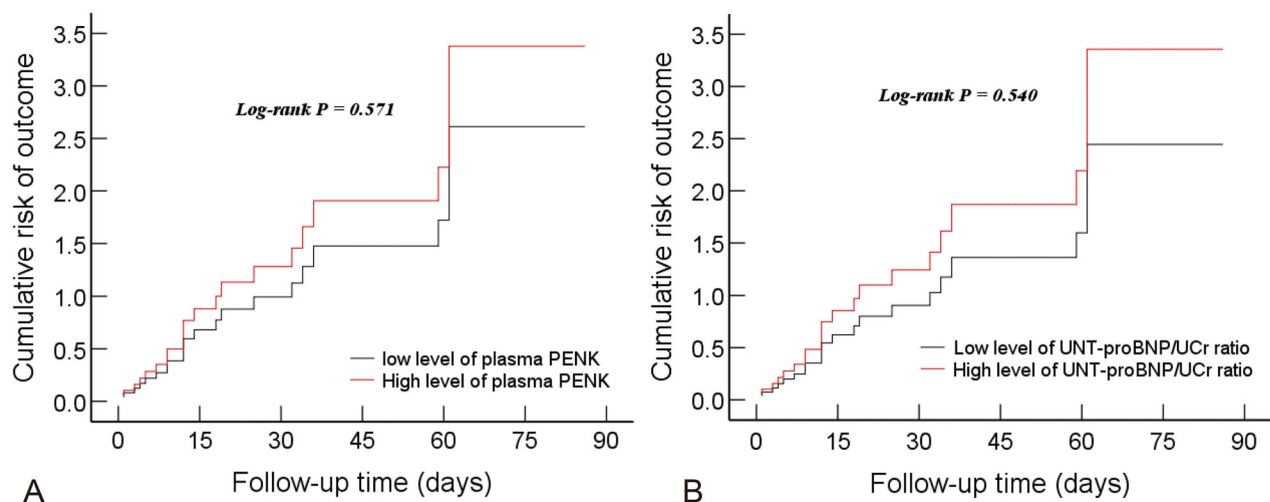 Cumulative risk of outcome
3.5
3.0
2.5
2.0
1.5
1.0
0.5
0.0
Log-rank P = 0.571
low level of plasma PENK
High level of plasma PENK
0 15 30 45 60 75 90
Follow-up time (days)
A
Cumulative risk of outcome
3.5
3.0
2.5
2.0
1.5
1.0
0.5
0.0
Log-rank P = 0.540
Low level of UNT-proBNP/UCr ratio
High level of UNT-proBNP/UCr ratio
0 15 30 45 60 75 90
Follow-up time (days)
B